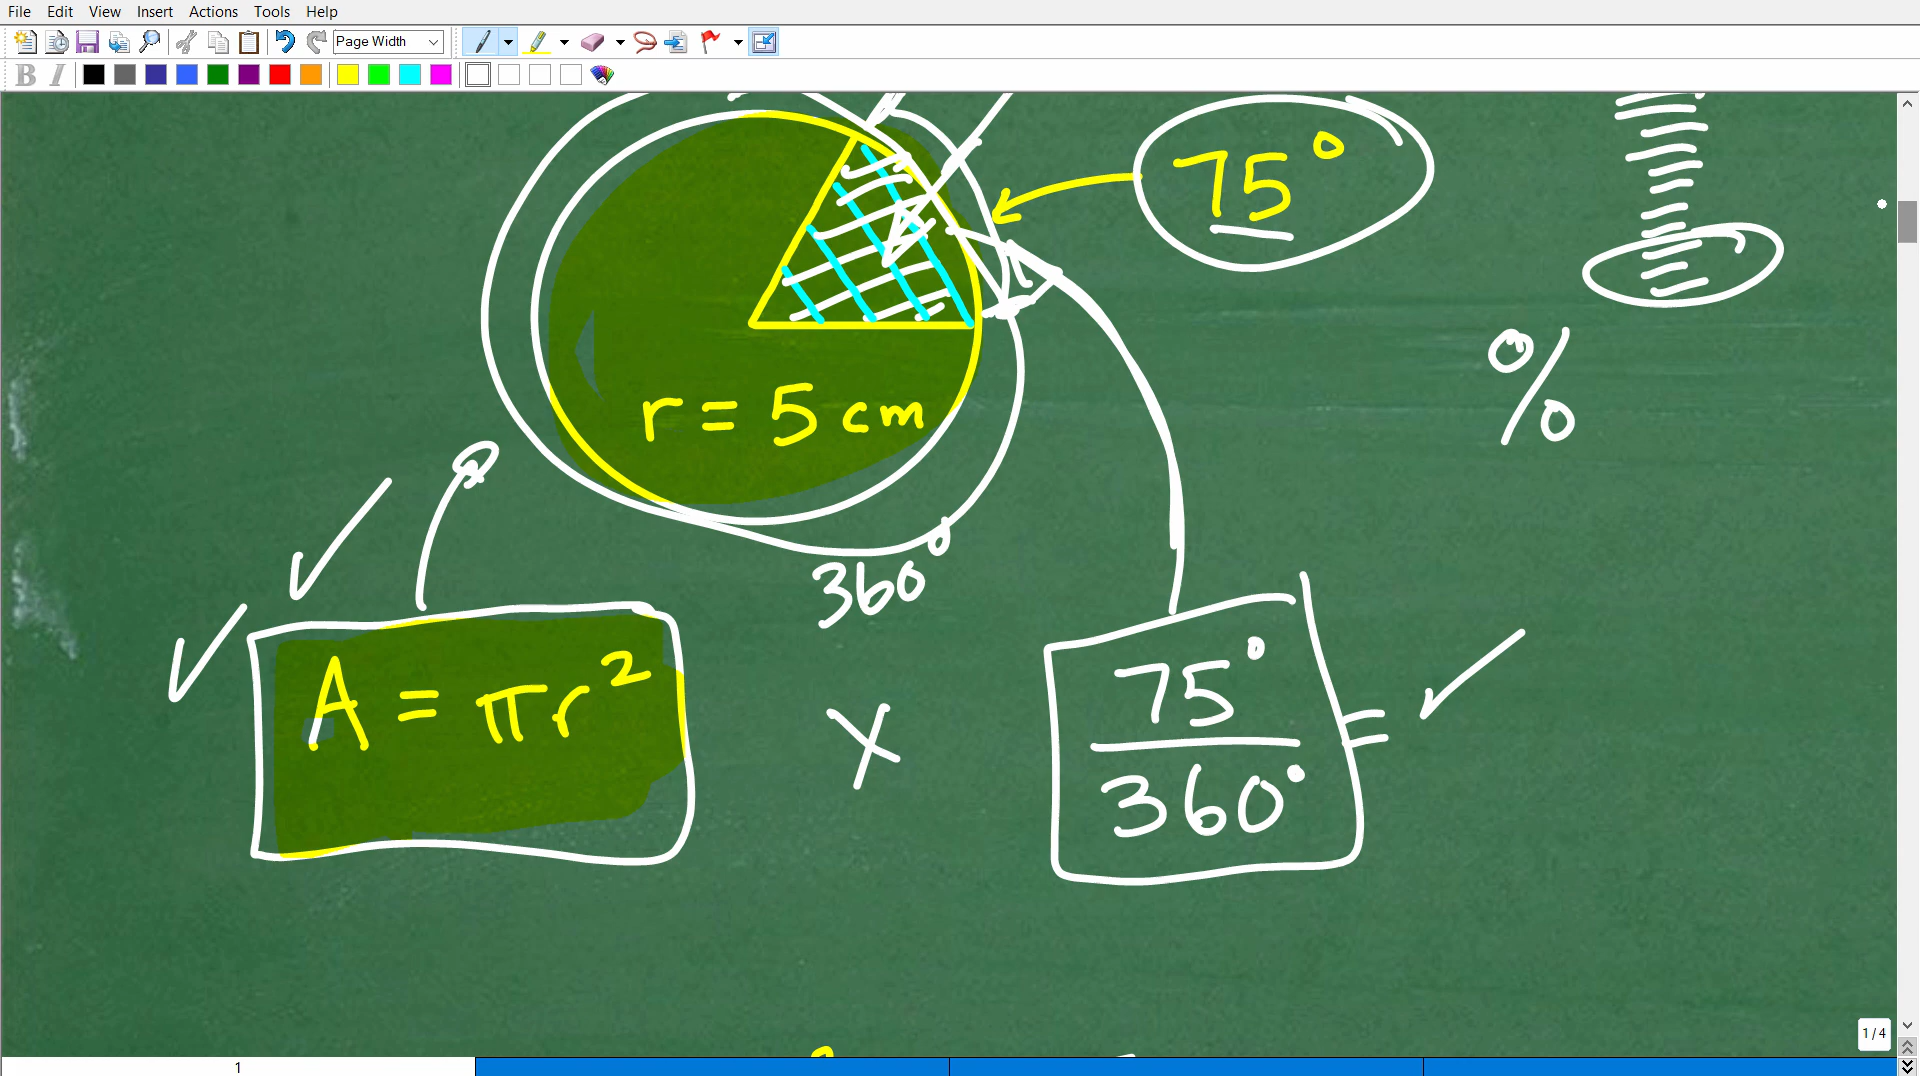 File Edit View Insert Actions Tools Help
Page Width
B I
75°
r = 5 cm
%
360
A = πr²
X
75°
360°
=
1 / 4
1